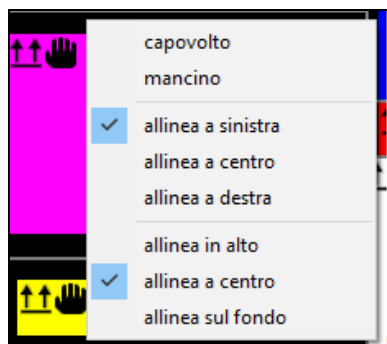 capovolto
mancino
allinea a sinistra
allinea a centro
allinea a destra
allinea in alto
allinea a centro
allinea sul fondo